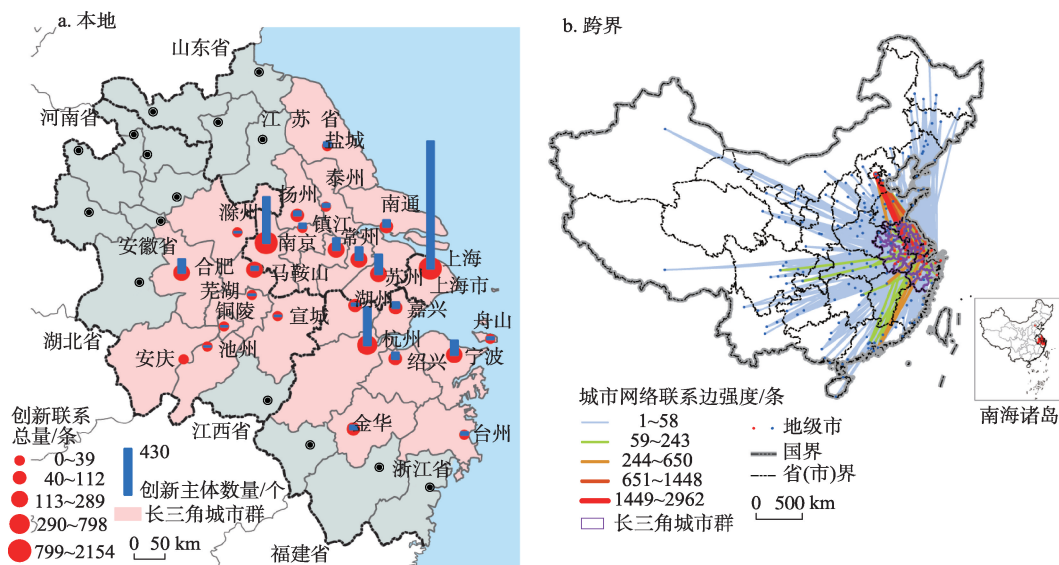 a. 本地
山东省
河南省
江苏省
盐城
泰州
扬州
滁州
镇江
南通
南京
常州
安徽省
合肥
马鞍山
苏州
上海
上海市
芜湖
湖州
嘉兴
铜陵
宣城
舟山
湖北省
杭州
池州
安庆
绍兴
宁波
金华
台州
江西省
浙江省
福建省
创新联系
总量/条
0~39
40~112
113~289
290~798
799~2154
430
创新主体数量/个
长三角城市群
0 50 km
b. 跨界
南海诸岛
城市网络联系边强度/条
1~58
59~243
244~650
651~1448
1449~2962
长三角城市群
地级市
国界
省(市)界
0 500 km